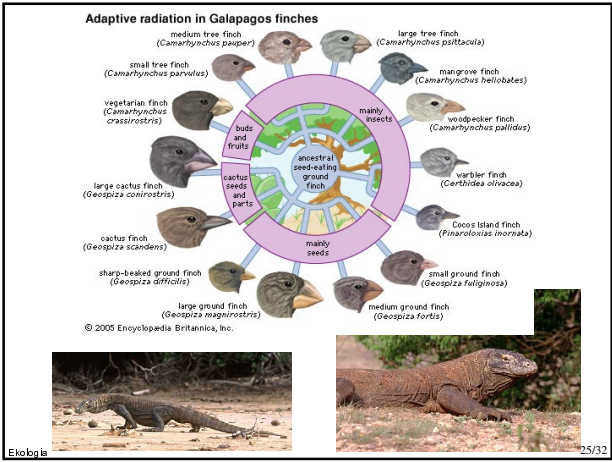 Adaptive radiation in Galapagos finches
medium tree finch
(Camarhynchus pauper)
large tree finch
(Camarhynchus psittacula)
small tree finch
(Camarhynchus parvulus)
mangrove finch
(Camarhynchus heliobates)
vegetarian finch
(Camarhynchus
crassirostris)
mainly
insects
woodpecker finch
(Camarhynchus pallidus)
buds
and
fruits
ancestral
seed-eating
ground
finch
warbler finch
(Certhidea olivacea)
large cactus finch
(Geospiza conirostris)
cactus
seeds
and
parts
Cocos Island finch
(Pinaroloxias inornata)
cactus finch
(Geospiza scandens)
mainly
seeds
sharp-beaked ground finch
(Geospiza difficilis)
small ground finch
(Geospiza fuliginosa)
large ground finch
(Geospiza magnirostris)
medium ground finch
(Geospiza fortis)
© 2005 Encyclopædia Britannica, Inc.
Ekologia
25/32